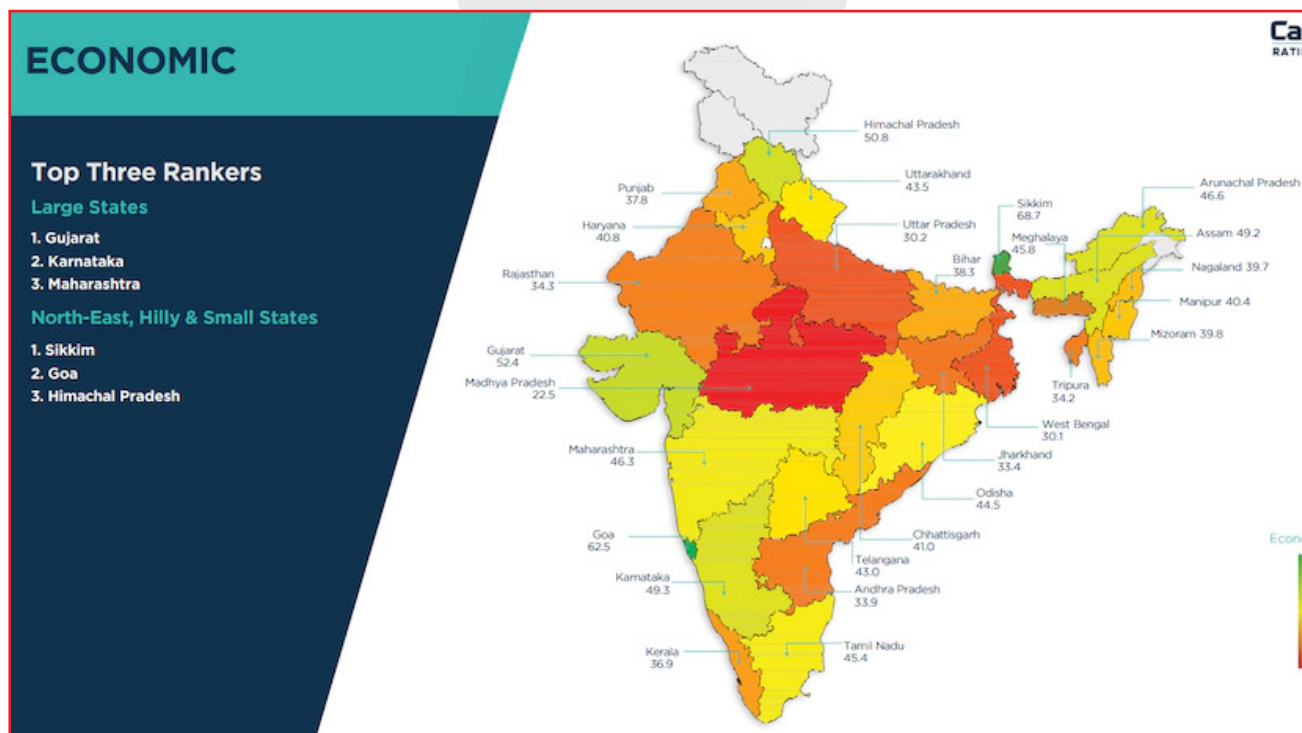 ECONOMIC
Top Three Rankers
Large States
1. Gujarat
2. Karnataka
3. Maharashtra
North-East, Hilly & Small States
1. Sikkim
2. Goa
3. Himachal Pradesh
Ca
RATI
Himachal Pradesh
50.8
Uttarakhand
43.5
Punjab
37.8
Haryana
40.8
Uttar Pradesh
30.2
Rajasthan
34.3
Bihar
38.3
Sikkim
68.7
Meghalaya
45.8
Arunachal Pradesh
46.6
Assam 49.2
Nagaland 39.7
Manipur 40.4
Mizoram 39.8
Tripura
34.2
Gujarat
52.4
Madhya Pradesh
22.5
West Bengal
30.1
Jharkhand
33.4
Maharashtra
46.3
Odisha
44.5
Chhattisgarh
41.0
Goa
62.5
Telangana
43.0
Karnataka
49.3
Andhra Pradesh
33.9
Kerala
36.9
Tamil Nadu
45.4
Econo